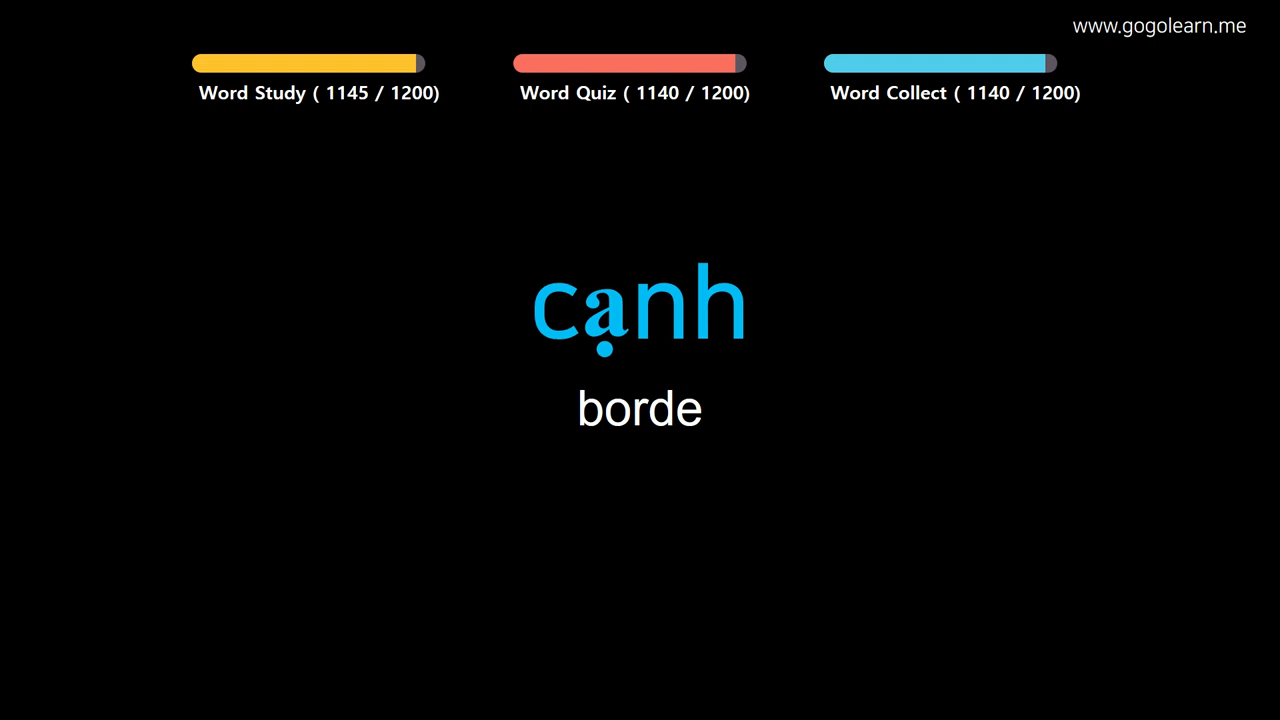 www.gogolearn.me
Word Study ( 1145 / 1200)
Word Quiz ( 1140 / 1200)
Word Collect ( 1140 / 1200)
cạnh
borde